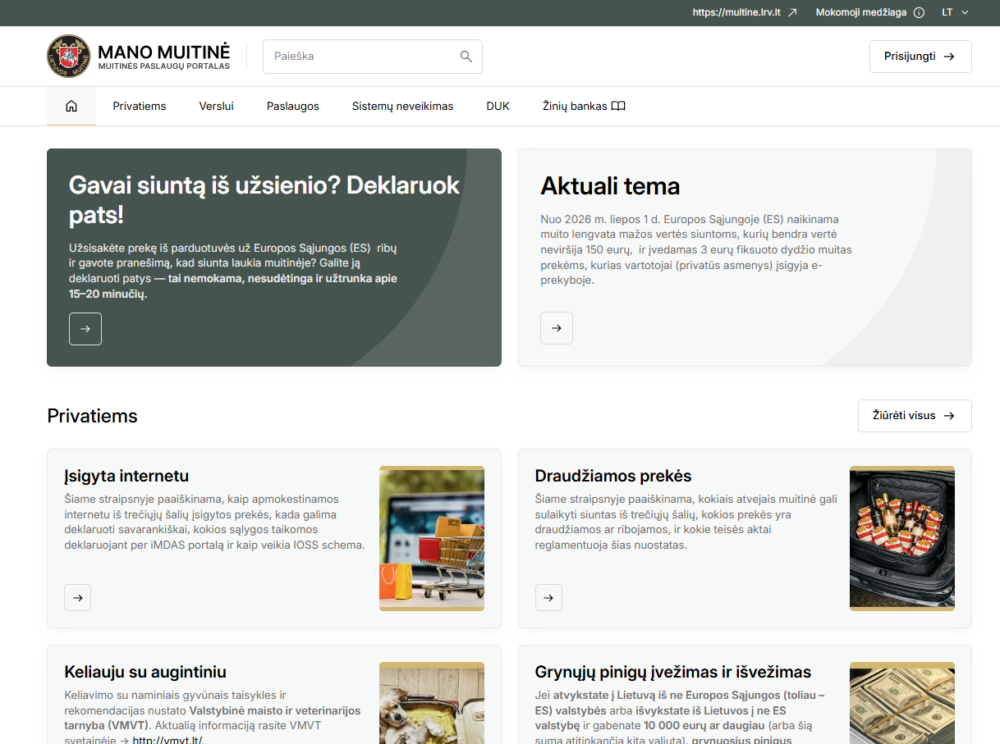 https://muitine.lrv.lt
Mokomoji medžiaga
LT
LIETUVOS MUITINĖ
MANO MUITINĖ
MUITINĖS PASLAUGŲ PORTALAS
Paieška
Prisijungti
Privatiems
Verslui
Paslaugos
Sistemų neveikimas
DUK
Žinių bankas
Gavai siuntą iš užsienio? Deklaruok
pats!
Užsisakėte prekę iš parduotuvės už Europos Sąjungos (ES)  ribų
ir gavote pranešimą, kad siunta laukia muitinėje? Galite ją
deklaruoti patys — tai nemokama, nesudėtinga ir užtrunka apie
15–20 minučių.
Aktuali tema
Nuo 2026 m. liepos 1 d. Europos Sąjungoje (ES) naikinama
muito lengvata mažos vertės siuntoms, kurių bendra vertė
neviršija 150 eurų,  ir įvedamas 3 eurų fiksuoto dydžio muitas
prekėms, kurias vartotojai (privatūs asmenys) įsigyja e-
prekyboje.
Privatiems
Žiūrėti visus
Įsigyta internetu
Šiame straipsnyje paaiškinama, kaip apmokestinamos
internetu iš trečiųjų šalių įsigytos prekės, kada galima
deklaruoti savarankiškai, kokios sąlygos taikomos
deklaruojant per iMDAS portalą ir kaip veikia IOSS schema.
Draudžiamos prekės
Šiame straipsnyje paaiškinama, kokiais atvejais muitinė gali
sulaikyti siuntas iš trečiųjų šalių, kokios prekės yra
draudžiamos ar ribojamos, ir kokie teisės aktai
reglamentuoja šias nuostatas.
Keliauju su augintiniu
Keliavimo su naminiais gyvūnais taisykles ir
rekomendacijas nustato Valstybinė maisto ir veterinarijos
tarnyba (VMVT). Aktualią informaciją rasite VMVT
svetainėje → http://vmvt.lt/.
Grynųjų pinigų įvežimas ir išvežimas
Jei atvykstate į Lietuvą iš ne Europos Sąjungos (toliau –
ES) valstybės arba išvykstate iš Lietuvos į ne ES
valstybę ir gabenate 10 000 eurų ar daugiau (arba šią
sumą atitinkančią kitą valiutą), grynuosius pinigus